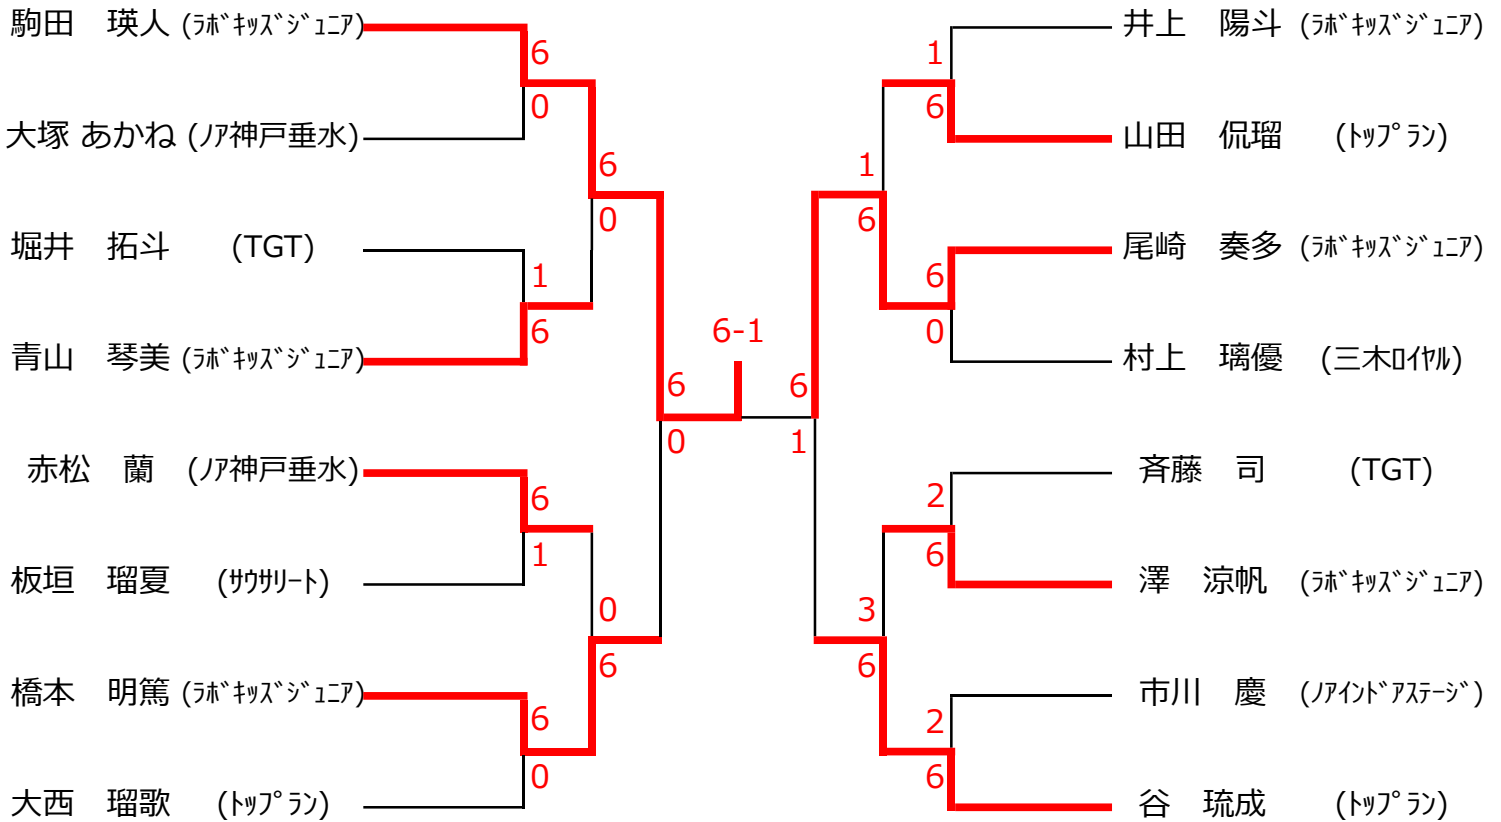 駒田　瑛人 (ﾗﾎﾞｷｯｽﾞｼﾞｭﾆｱ)
6
0
大塚 あかね (ﾉｱ神戸垂水)
6
0
堀井　拓斗 (TGT)
1
6
青山　琴美 (ﾗﾎﾞｷｯｽﾞｼﾞｭﾆｱ)
6
0
赤松　蘭 (ﾉｱ神戸垂水)
6
1
板垣　瑠夏 (ｻｳｻﾘｰﾄ)
0
6
橋本　明篤 (ﾗﾎﾞｷｯｽﾞｼﾞｭﾆｱ)
6
0
大西　瑠歌 (ﾄｯﾌﾟﾗﾝ)
6-1
井上　陽斗 (ﾗﾎﾞｷｯｽﾞｼﾞｭﾆｱ)
1
6
山田　侃瑠 (ﾄｯﾌﾟﾗﾝ)
1
6
尾崎　奏多 (ﾗﾎﾞｷｯｽﾞｼﾞｭﾆｱ)
6
0
村上　璃優 (三木ﾛｲﾔﾙ)
6
1
斉藤　司 (TGT)
2
6
澤　涼帆 (ﾗﾎﾞｷｯｽﾞｼﾞｭﾆｱ)
3
6
市川　慶 (ﾉｱｲﾝﾄﾞｱｽﾃｰｼﾞ)
2
6
谷　琉成 (ﾄｯﾌﾟﾗﾝ)